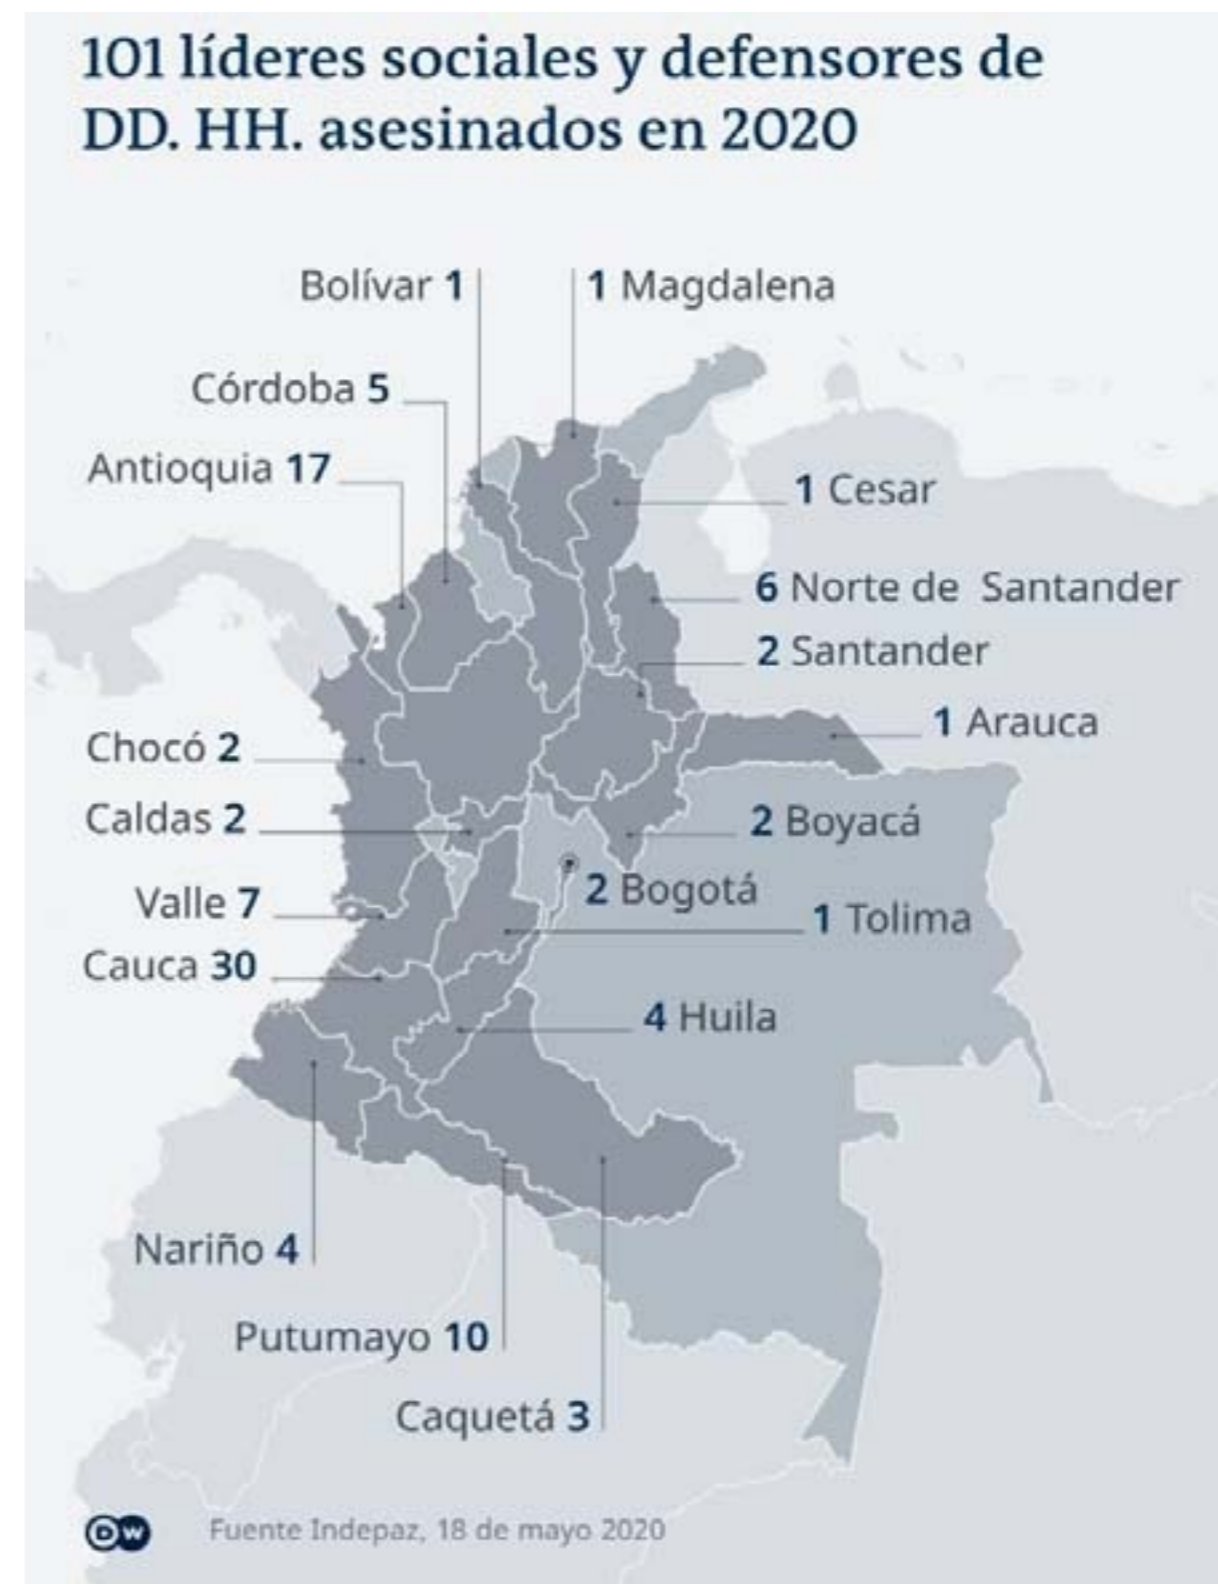 101 líderes sociales y defensores de
DD. HH. asesinados en 2020
Bolívar 1
1 Magdalena
Córdoba 5
Antioquia 17
1 Cesar
6 Norte de Santander
2 Santander
1 Arauca
Chocó 2
Caldas 2
2 Boyacá
Valle 7
2 Bogotá
1 Tolima
Cauca 30
4 Huila
Nariño 4
Putumayo 10
Caquetá 3
DW
Fuente Indepaz, 18 de mayo 2020